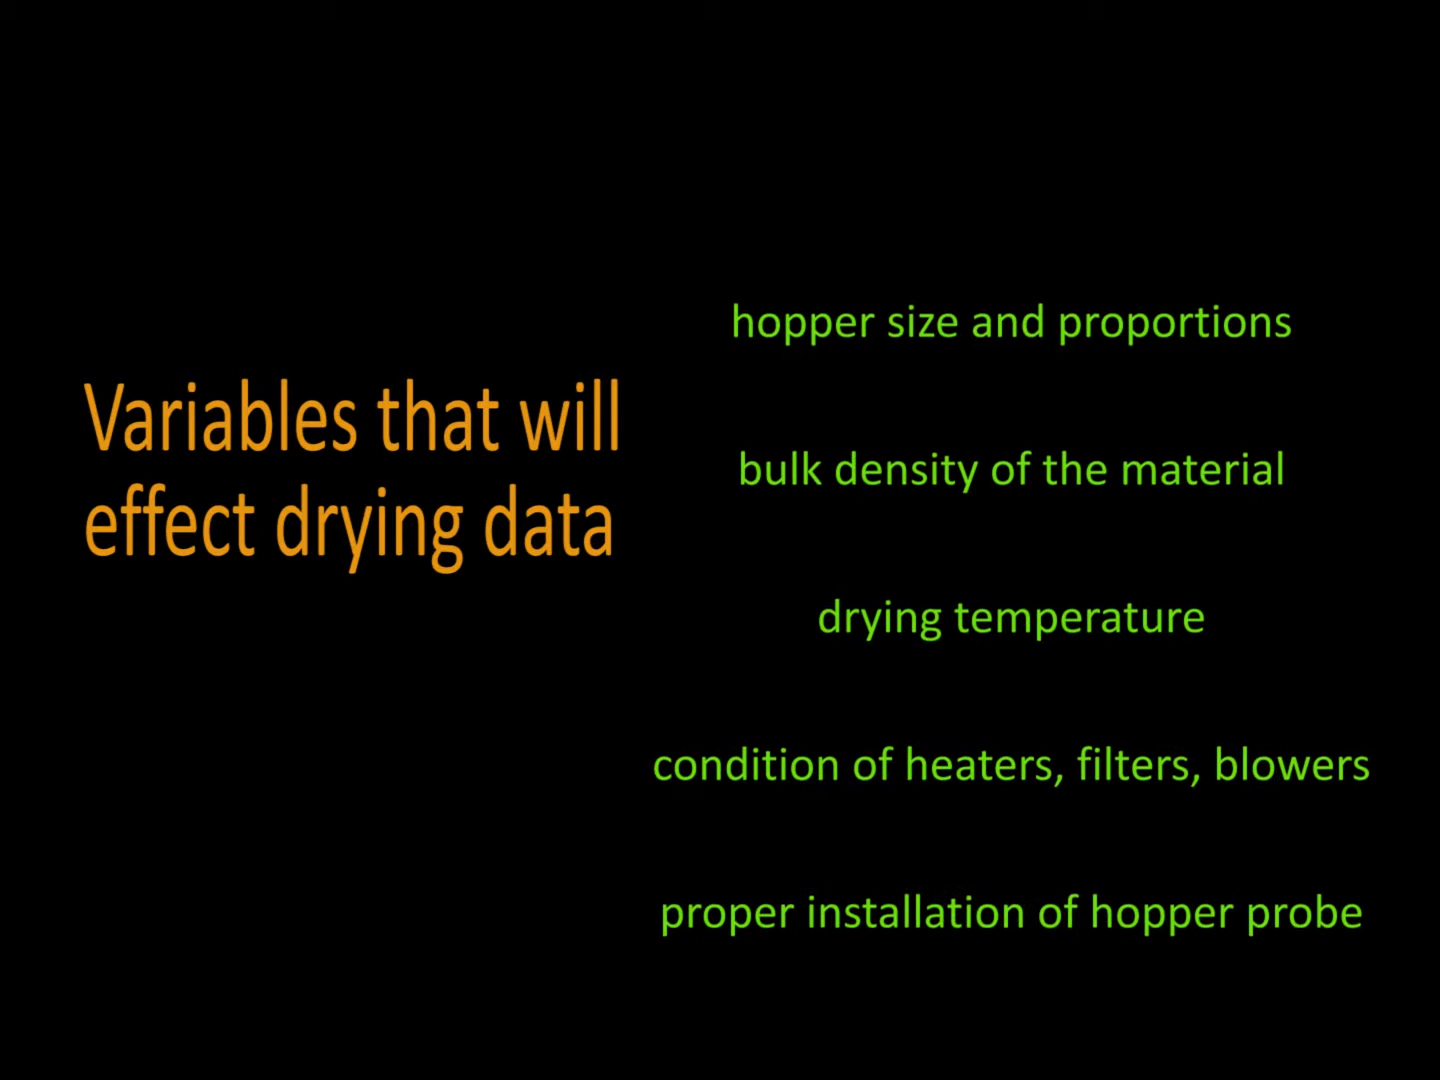 Variables that will
effect drying data
hopper size and proportions
bulk density of the material
drying temperature
condition of heaters, filters, blowers
proper installation of hopper probe